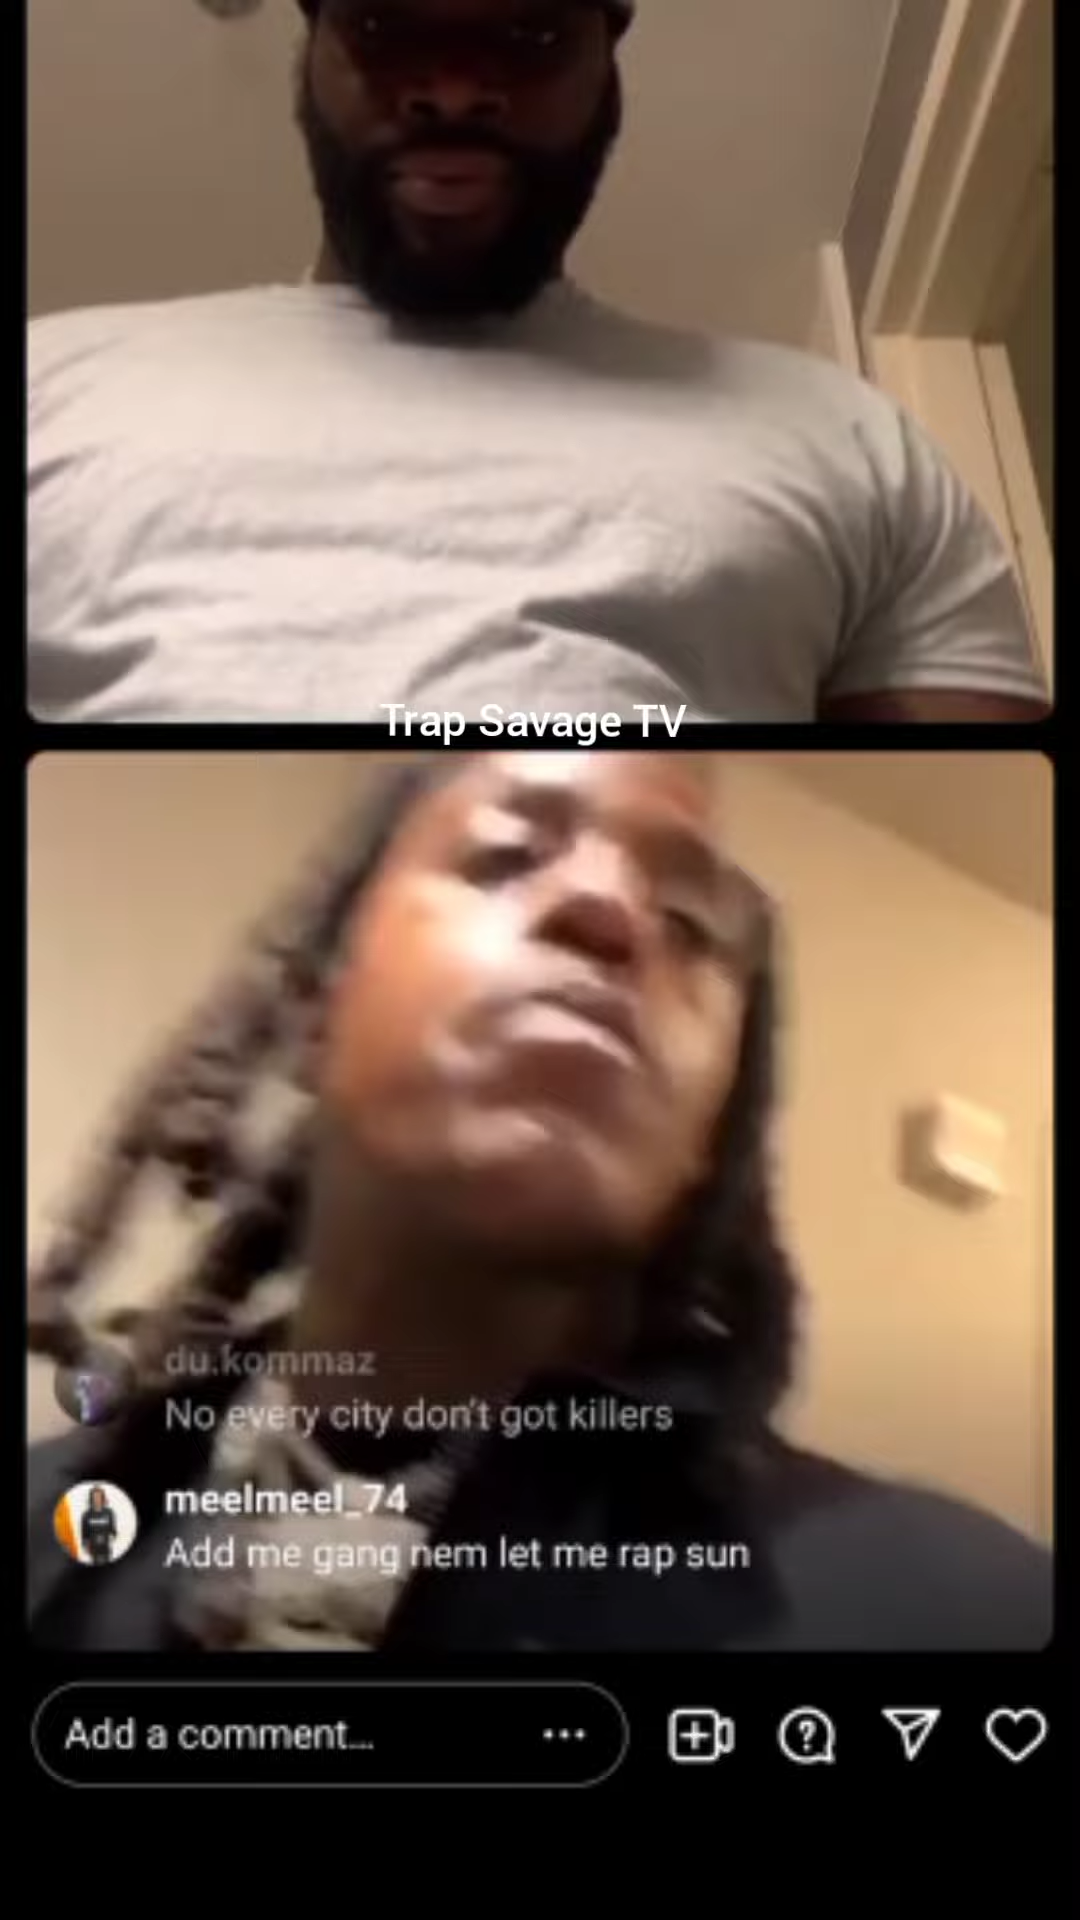 Trap Savage TV
du.kommaz
No every city don't got killers
meelmeel_74
Add me gang nem let me rap sun
Add a comment...